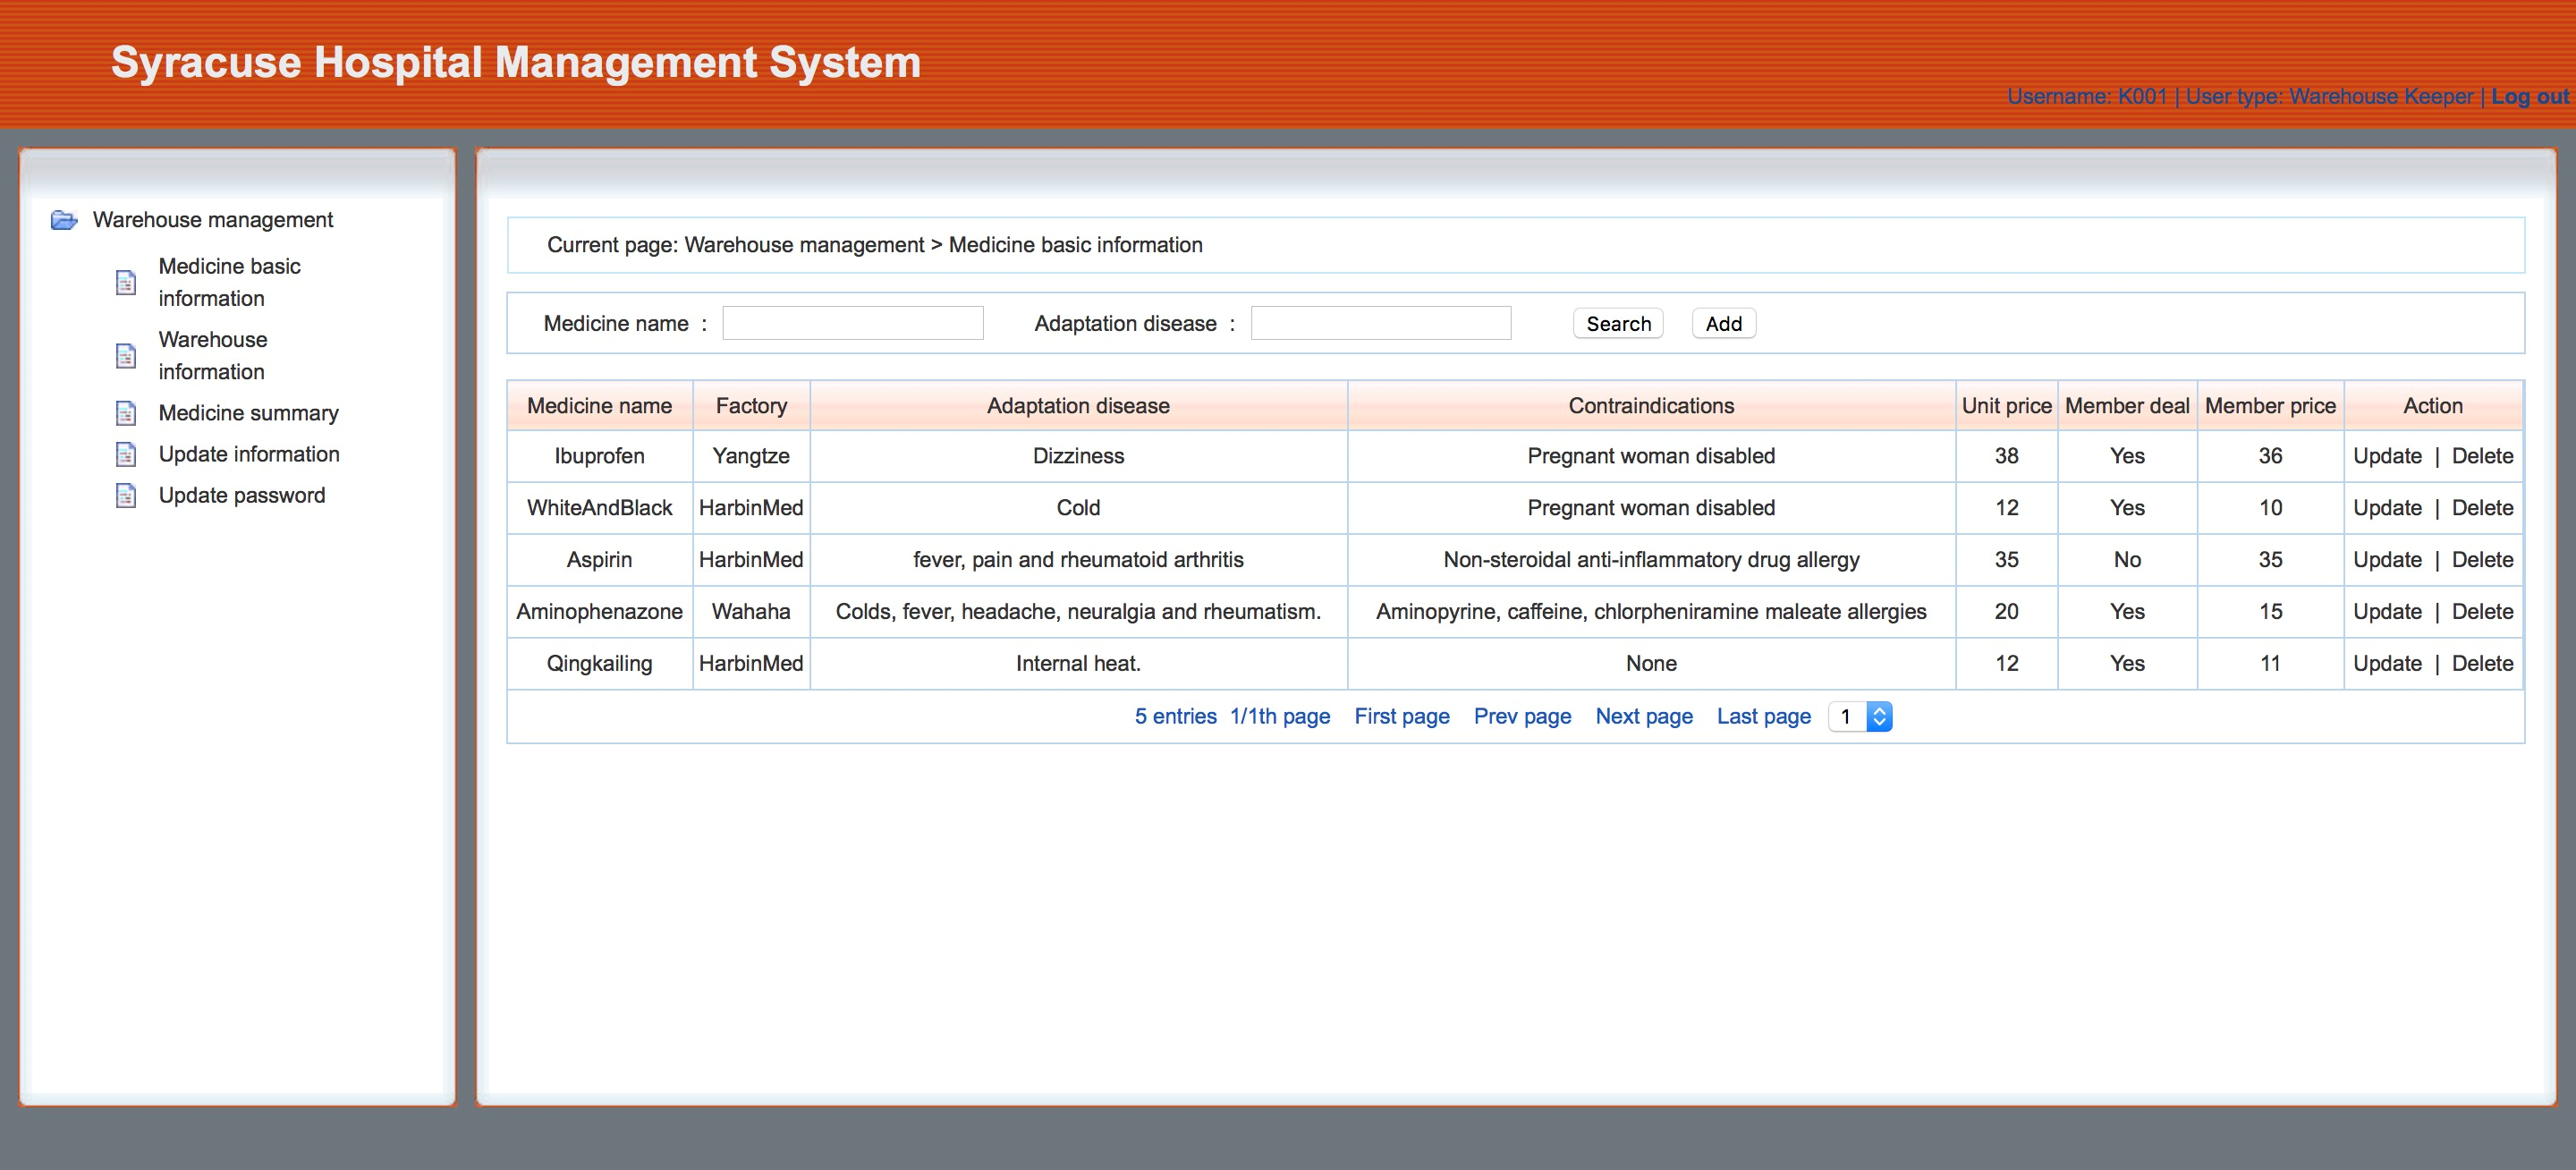 Syracuse Hospital Management System
Username: K001 | User type: Warehouse Keeper | Log out
Warehouse management
Medicine basic
information
Warehouse
information
Medicine summary
Update information
Update password
Current page: Warehouse management > Medicine basic information
Medicine name : Adaptation disease : Search Add
Medicine name Factory Adaptation disease Contraindications Unit price Member deal Member price Action
Ibuprofen Yangtze Dizziness Pregnant woman disabled 38 Yes 36 Update | Delete
WhiteAndBlack HarbinMed Cold Pregnant woman disabled 12 Yes 10 Update | Delete
Aspirin HarbinMed fever, pain and rheumatoid arthritis Non-steroidal anti-inflammatory drug allergy 35 No 35 Update | Delete
Aminophenazone Wahaha Colds, fever, headache, neuralgia and rheumatism. Aminopyrine, caffeine, chlorpheniramine maleate allergies 20 Yes 15 Update | Delete
Qingkailing HarbinMed Internal heat. None 12 Yes 11 Update | Delete
5 entries 1/1th page First page Prev page Next page Last page 1